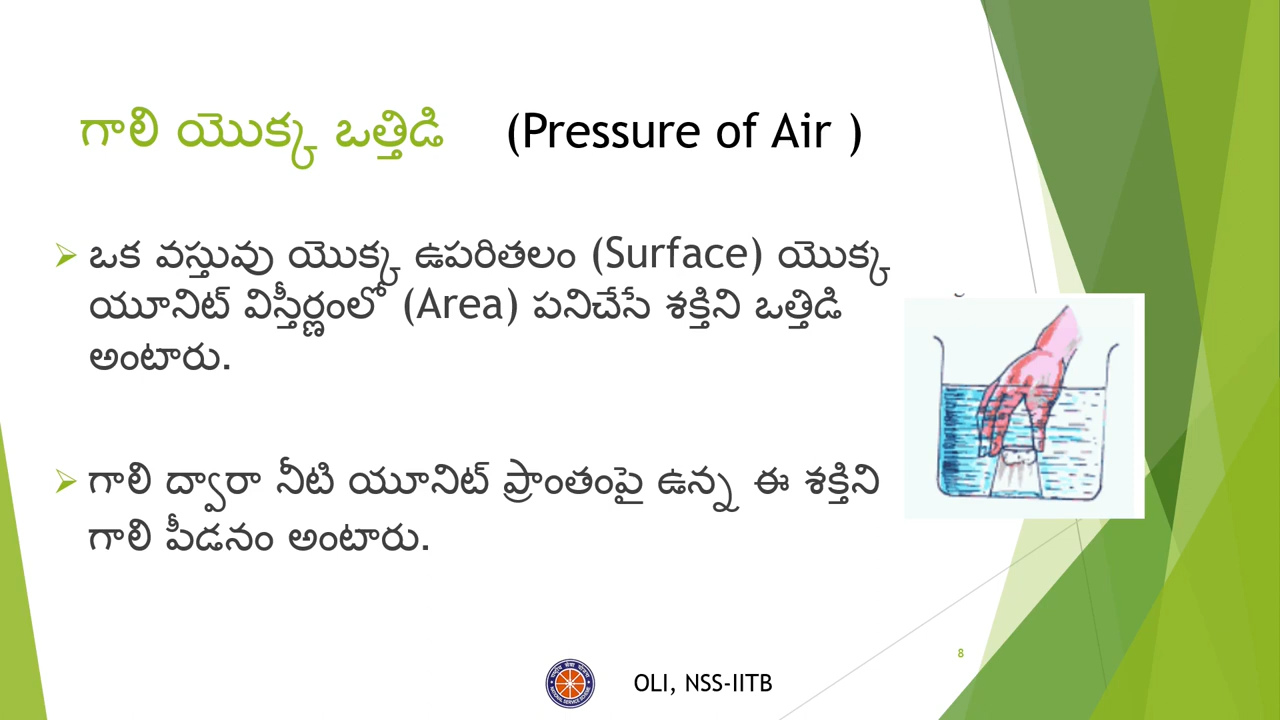 గాలి యొక్క ఒత్తిడి (Pressure of Air )
ఒక వస్తువు యొక్క ఉపరితలం (Surface) యొక్క
యూనిట్ విస్తీర్ణంలో (Area) పనిచేసే శక్తిని ఒత్తిడి
అంటారు.
గాలి ద్వారా నీటి యూనిట్ ప్రాంతంపై ఉన్న ఈ శక్తిని
గాలి పీడనం అంటారు.
8
OLI, NSS-IITB